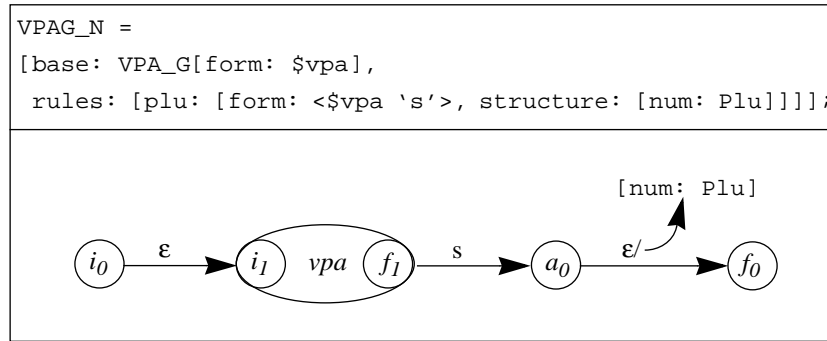 VPAG_N =
[base: VPA_G[form: $vpa],
rules: [plu: [form: <$vpa ‘s’>, structure: [num: Plu]]]];
[num: Plu]
i0 ε i1 vpa f1 s a0 ε/ f0